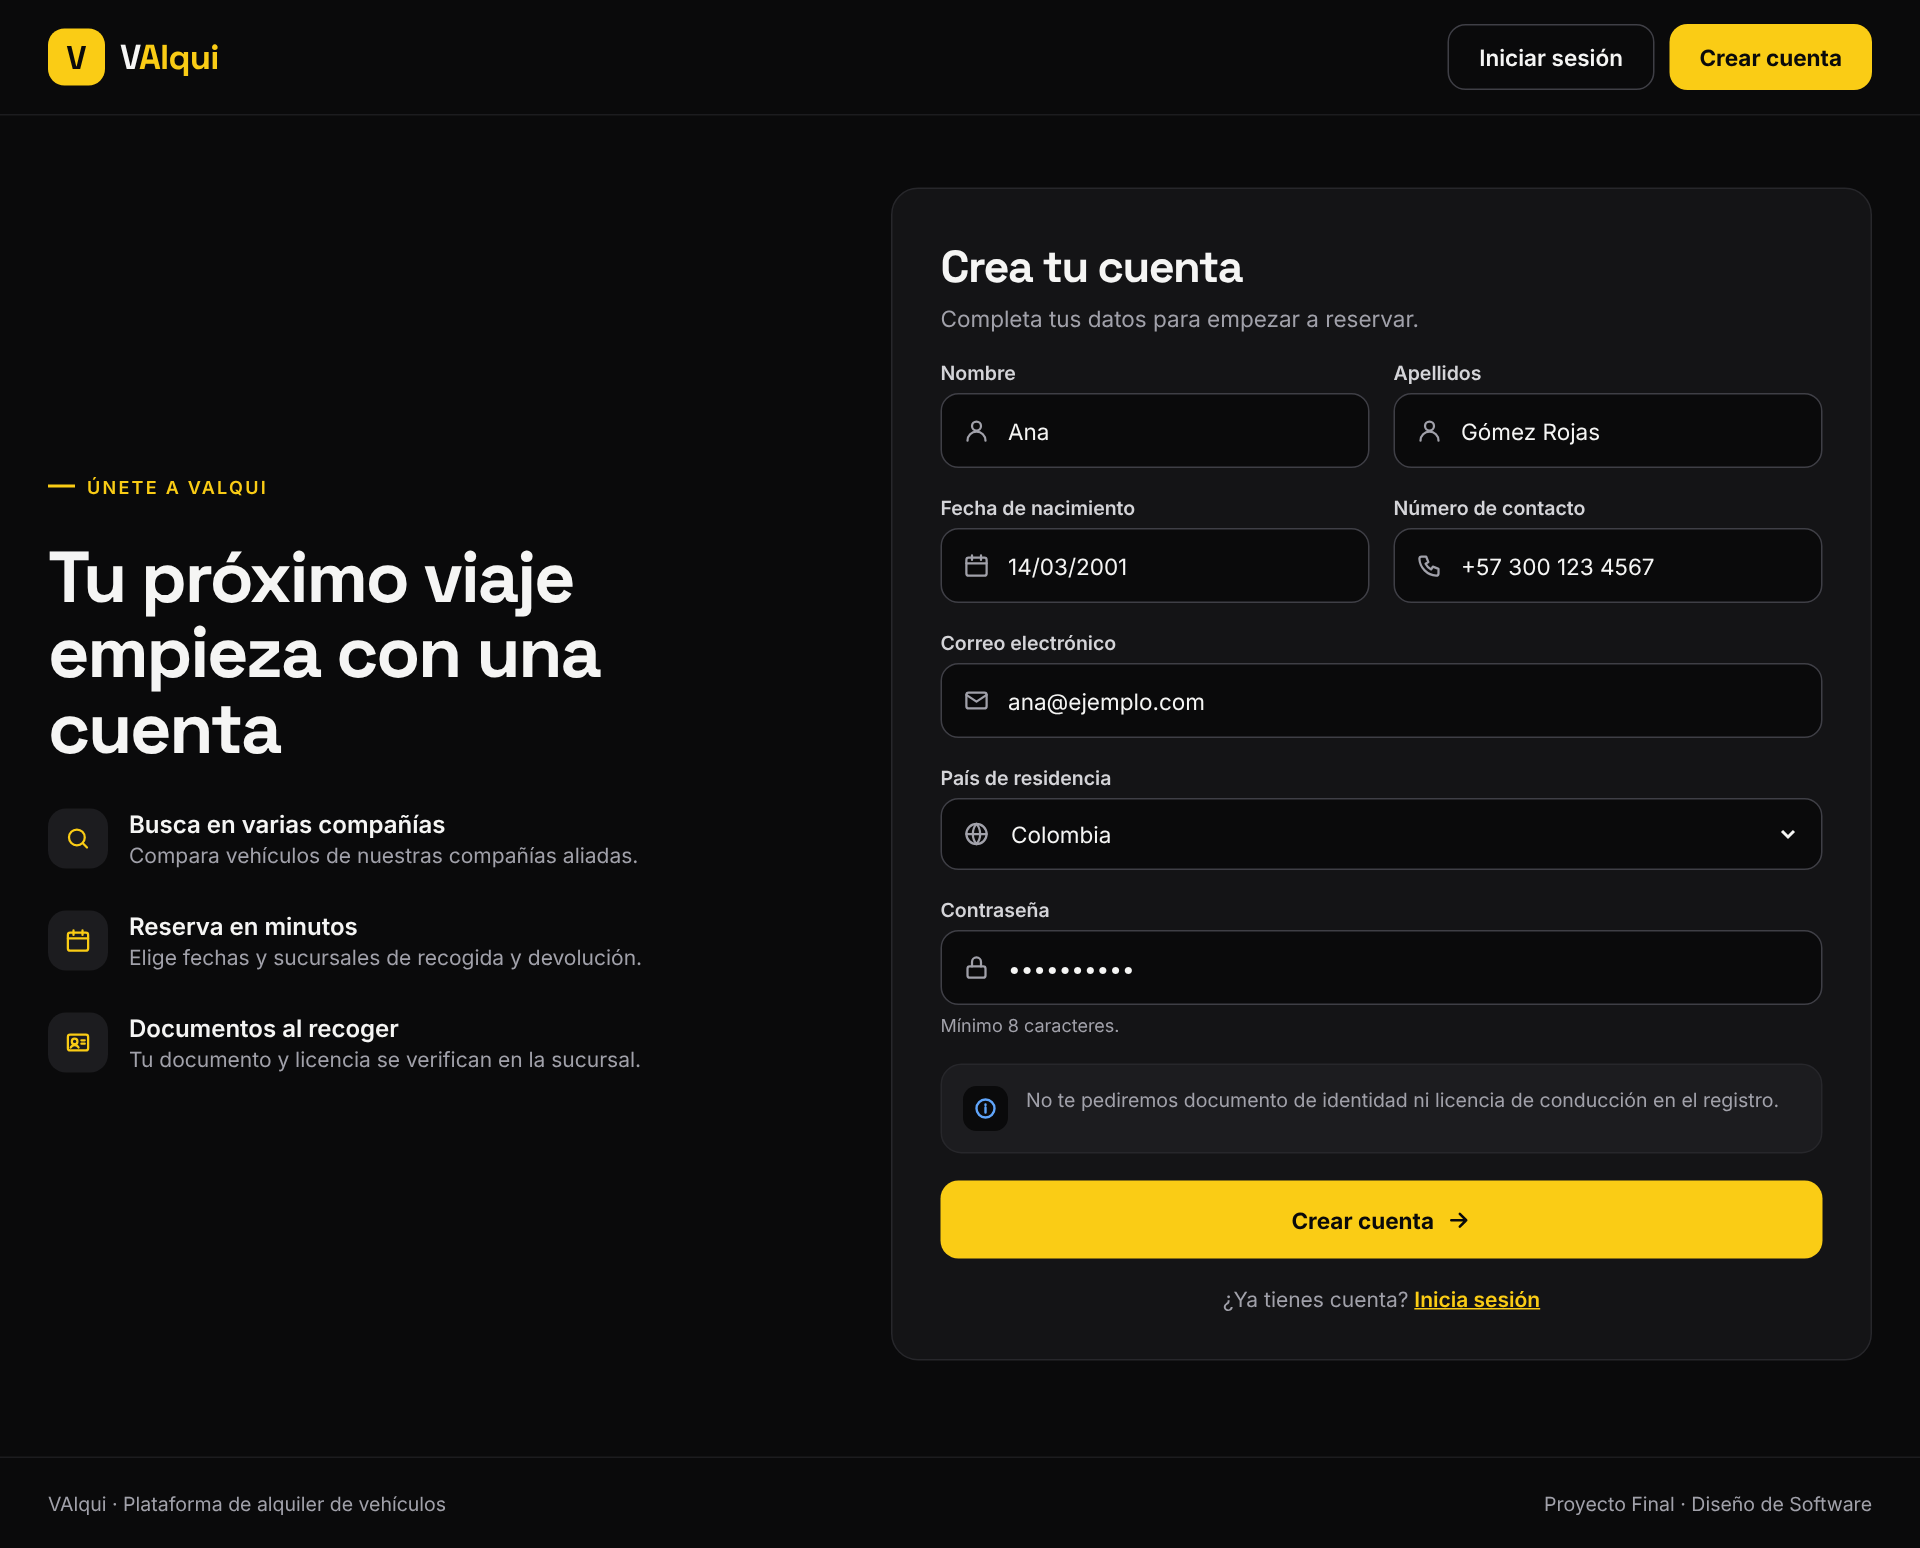 V VAlqui
Iniciar sesión
Crear cuenta
ÚNETE A VALQUI
Tu próximo viaje
empieza con una
cuenta
Busca en varias compañías
Compara vehículos de nuestras compañías aliadas.
Reserva en minutos
Elige fechas y sucursales de recogida y devolución.
Documentos al recoger
Tu documento y licencia se verifican en la sucursal.
Crea tu cuenta
Completa tus datos para empezar a reservar.
Nombre
Ana
Apellidos
Gómez Rojas
Fecha de nacimiento
14/03/2001
Número de contacto
+57 300 123 4567
Correo electrónico
ana@ejemplo.com
País de residencia
Colombia
Contraseña
••••••••••
Mínimo 8 caracteres.
No te pediremos documento de identidad ni licencia de conducción en el registro.
Crear cuenta →
¿Ya tienes cuenta? Inicia sesión
VAlqui · Plataforma de alquiler de vehículos
Proyecto Final · Diseño de Software